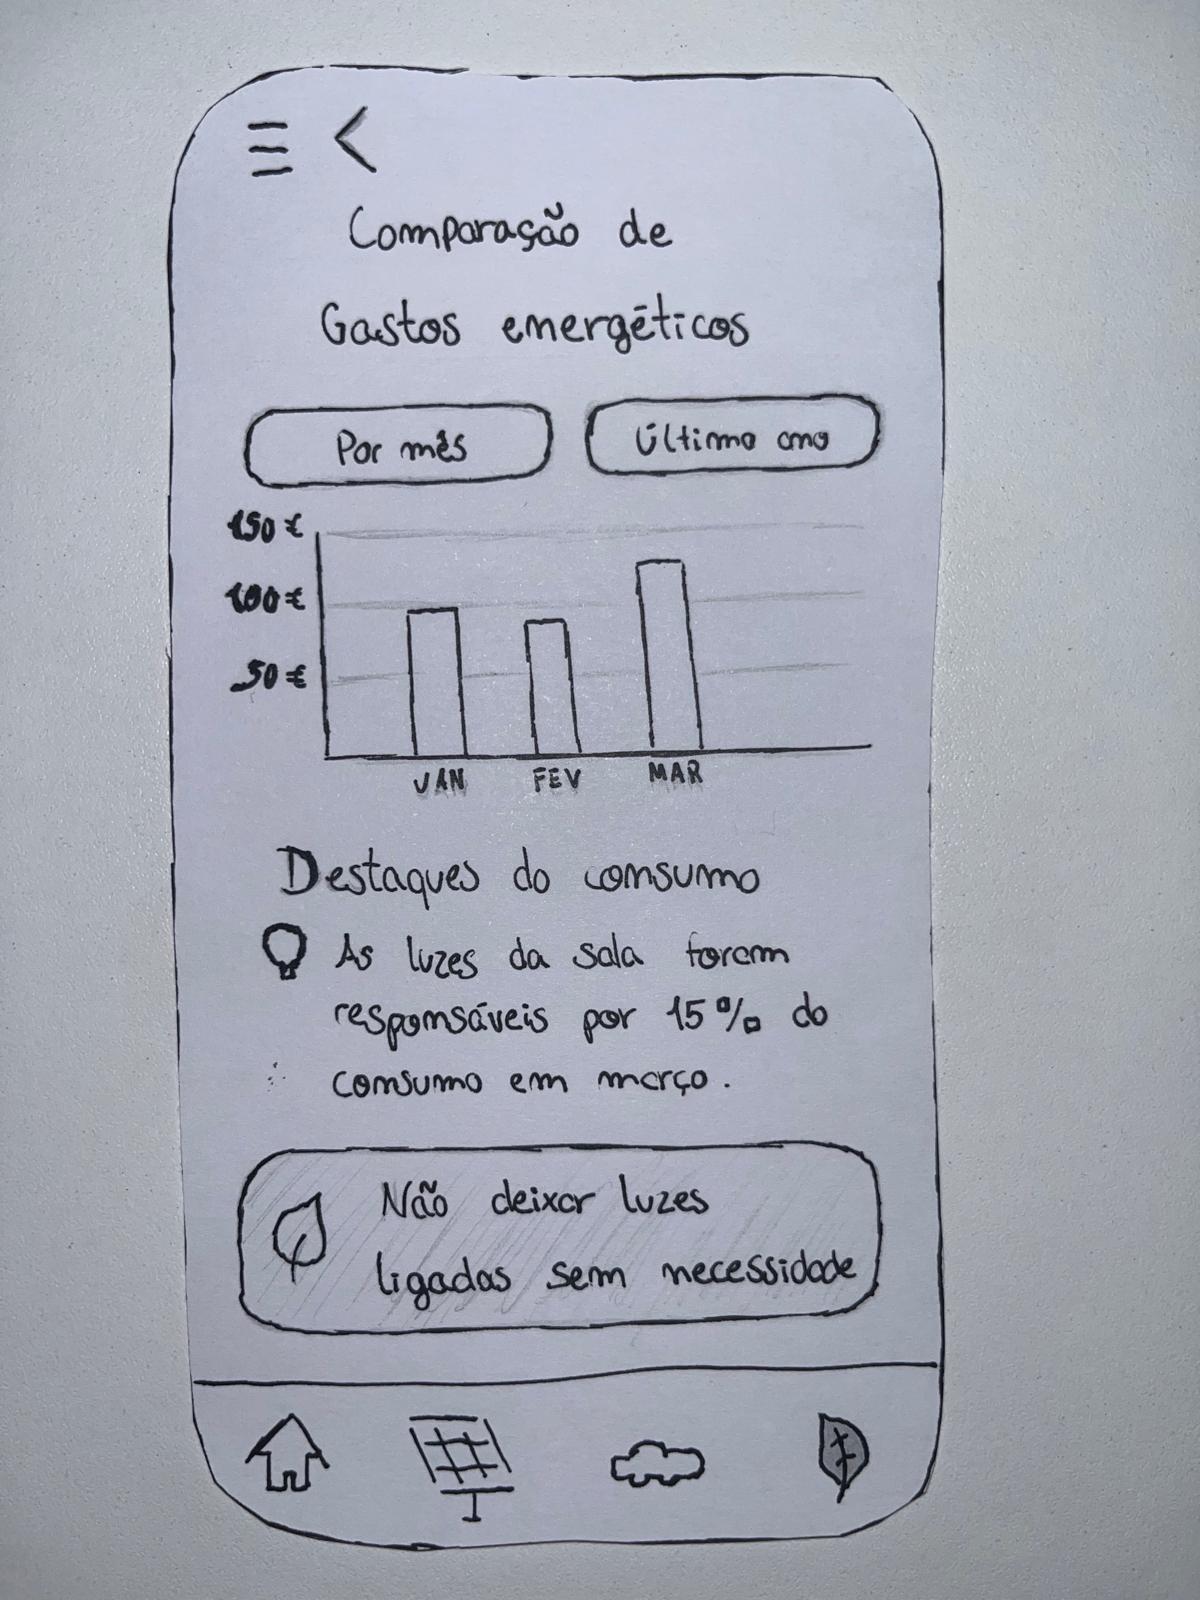 Comparação de
Gastos energéticos
Por mês
Último ano
150 €
100 €
50 €
JAN
FEV
MAR
Destaques do consumo
As luzes da sala foram
responsáveis por 15% do
consumo em março.
Não deixar luzes
ligadas sem necessidade